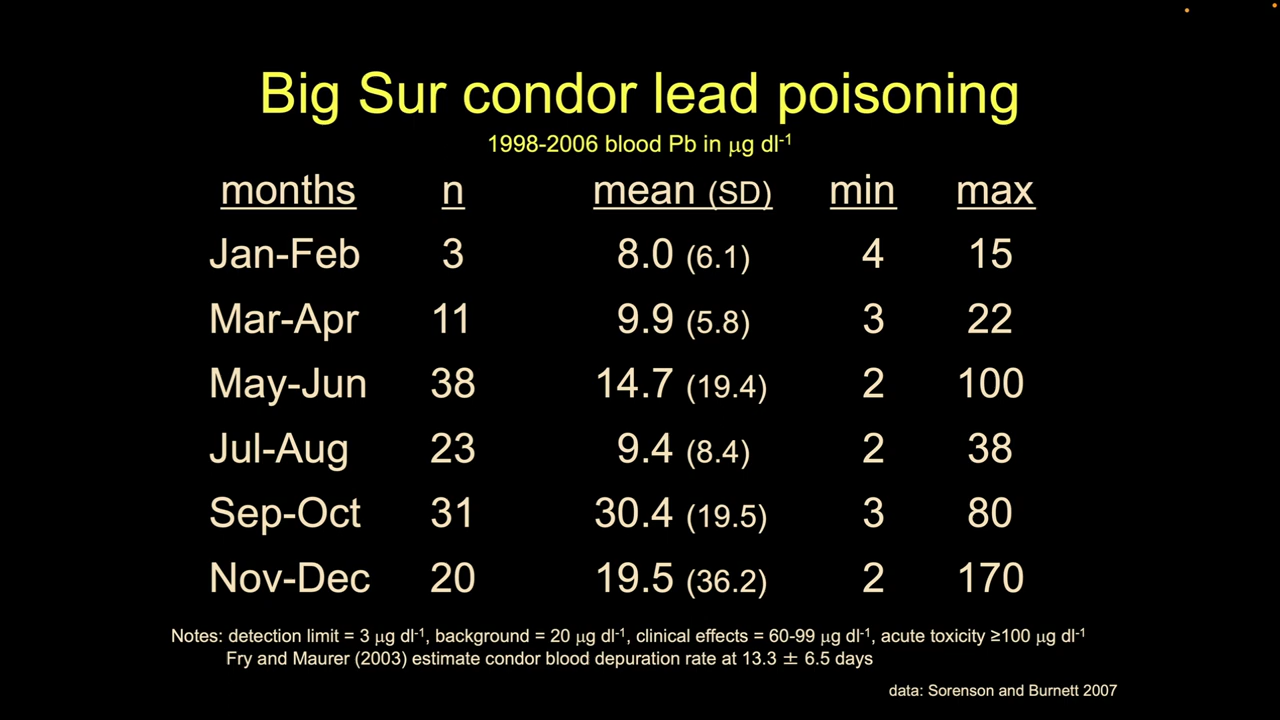 Big Sur condor lead poisoning
1998-2006 blood Pb in μg dl-1
months n mean (SD) min max
Jan-Feb 3 8.0 (6.1) 4 15
Mar-Apr 11 9.9 (5.8) 3 22
May-Jun 38 14.7 (19.4) 2 100
Jul-Aug 23 9.4 (8.4) 2 38
Sep-Oct 31 30.4 (19.5) 3 80
Nov-Dec 20 19.5 (36.2) 2 170
Notes: detection limit = 3 μg dl-1, background = 20 μg dl-1, clinical effects = 60-99 μg dl-1, acute toxicity ≥100 μg dl-1
Fry and Maurer (2003) estimate condor blood depuration rate at 13.3 ± 6.5 days
data: Sorenson and Burnett 2007